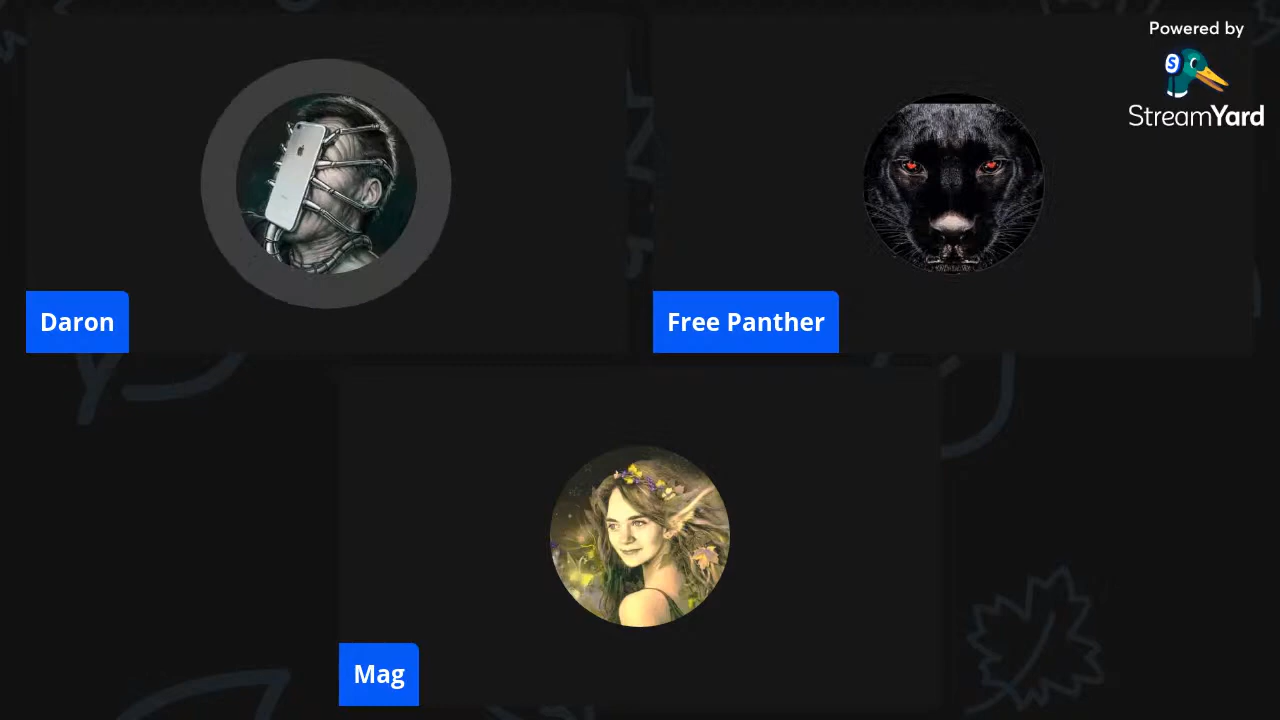 Powered by
S
StreamYard
Daron
Free Panther
Mag